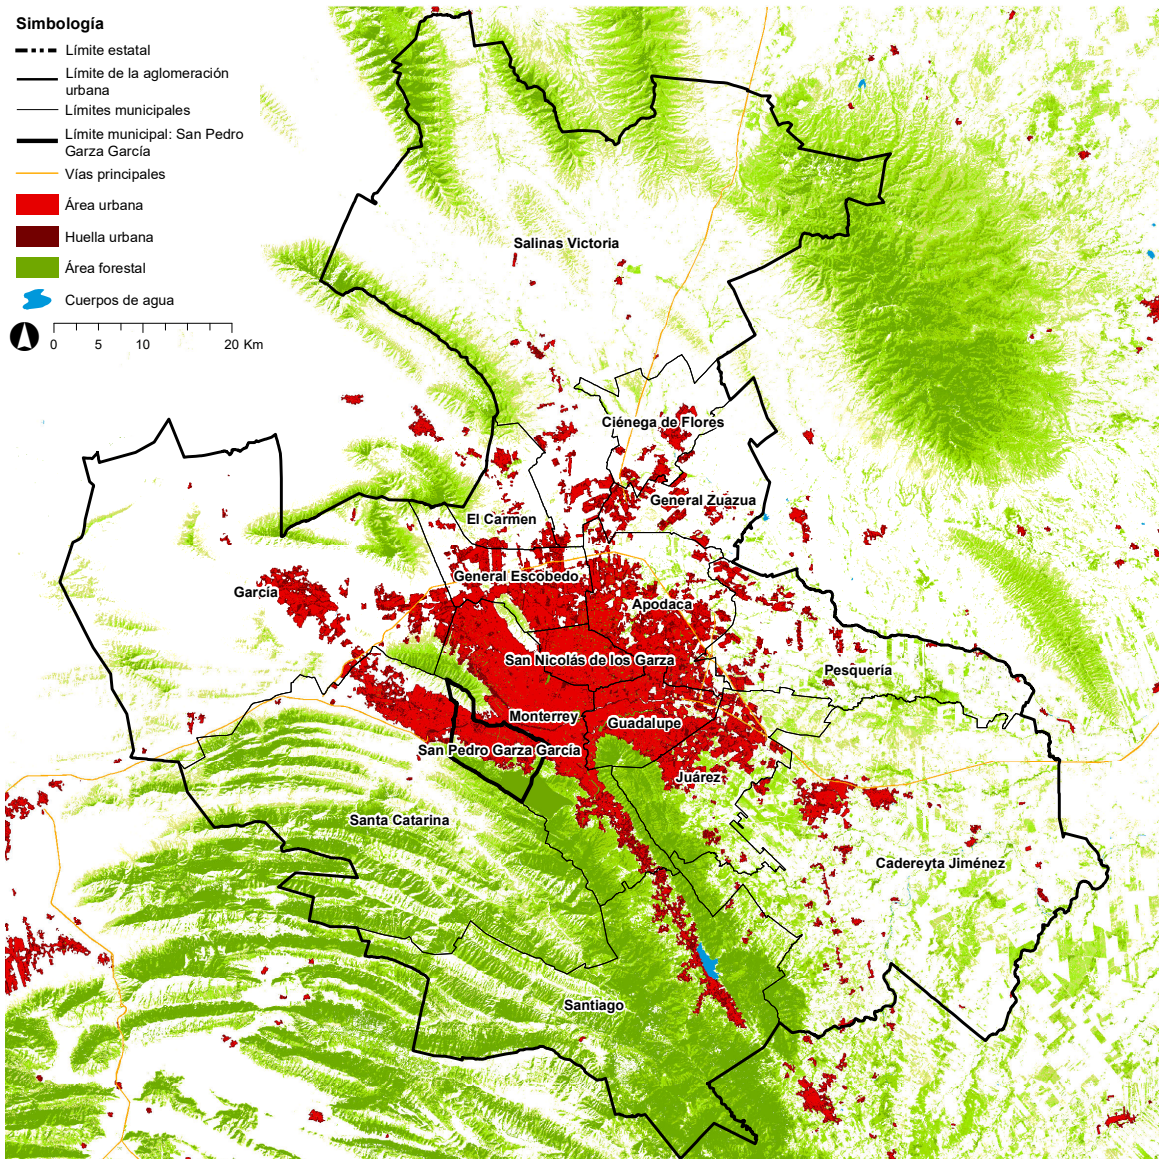 Simbología
Límite estatal
Límite de la aglomeración
urbana
Límites municipales
Límite municipal: San Pedro
Garza García
Vías principales
Área urbana
Huella urbana
Área forestal
Cuerpos de agua
0 5 10 20 Km
Salinas Victoria
Ciénega de Flores
General Zuazua
El Carmen
General Escobedo
García
Apodaca
San Nicolás de los Garza
Pesquería
Monterrey
Guadalupe
San Pedro Garza García
Juárez
Santa Catarina
Cadereyta Jiménez
Santiago